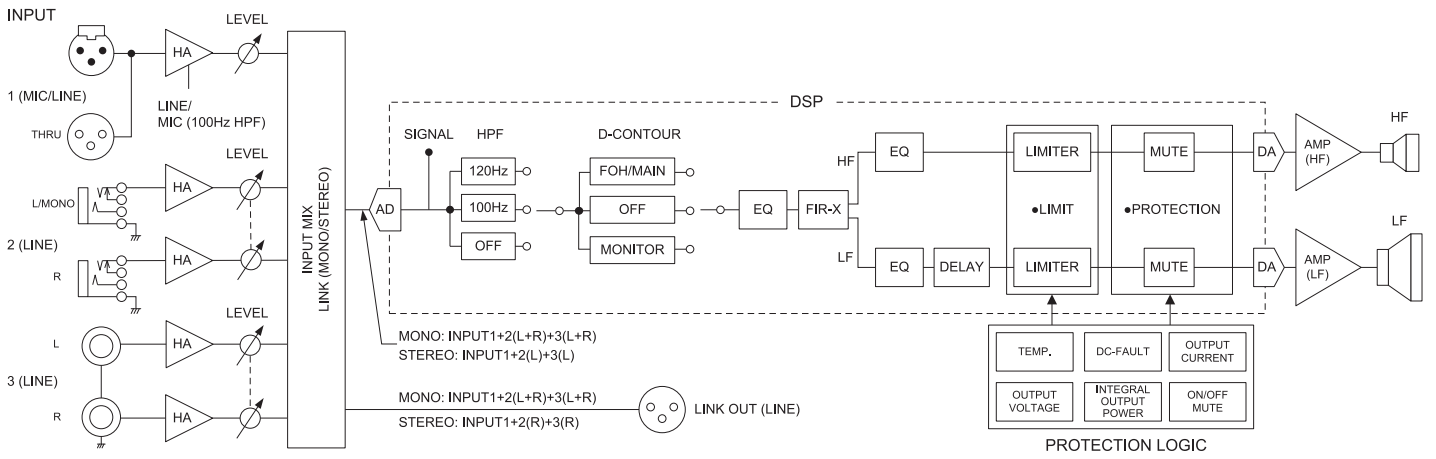 INPUT
LEVEL
HA
1 (MIC/LINE)
LINE/
MIC (100Hz HPF)
THRU
LEVEL
HA
L/MONO
2 (LINE)
HA
R
LEVEL
L
HA
3 (LINE)
R
HA
INPUT MIX
LINK (MONO/STEREO)
DSP
AD
SIGNAL
HPF
120Hz
100Hz
OFF
D-CONTOUR
FOH/MAIN
OFF
MONITOR
EQ
FIR-X
HF
EQ
LIMITER
MUTE
DA
AMP
(HF)
HF
●LIMIT
●PROTECTION
LF
EQ
DELAY
LIMITER
MUTE
DA
AMP
(LF)
LF
MONO: INPUT1+2(L+R)+3(L+R)
STEREO: INPUT1+2(L)+3(L)
MONO: INPUT1+2(L+R)+3(L+R)
STEREO: INPUT1+2(R)+3(R)
LINK OUT (LINE)
TEMP.
DC-FAULT
OUTPUT
CURRENT
OUTPUT
VOLTAGE
INTEGRAL
OUTPUT
POWER
ON/OFF
MUTE
PROTECTION LOGIC